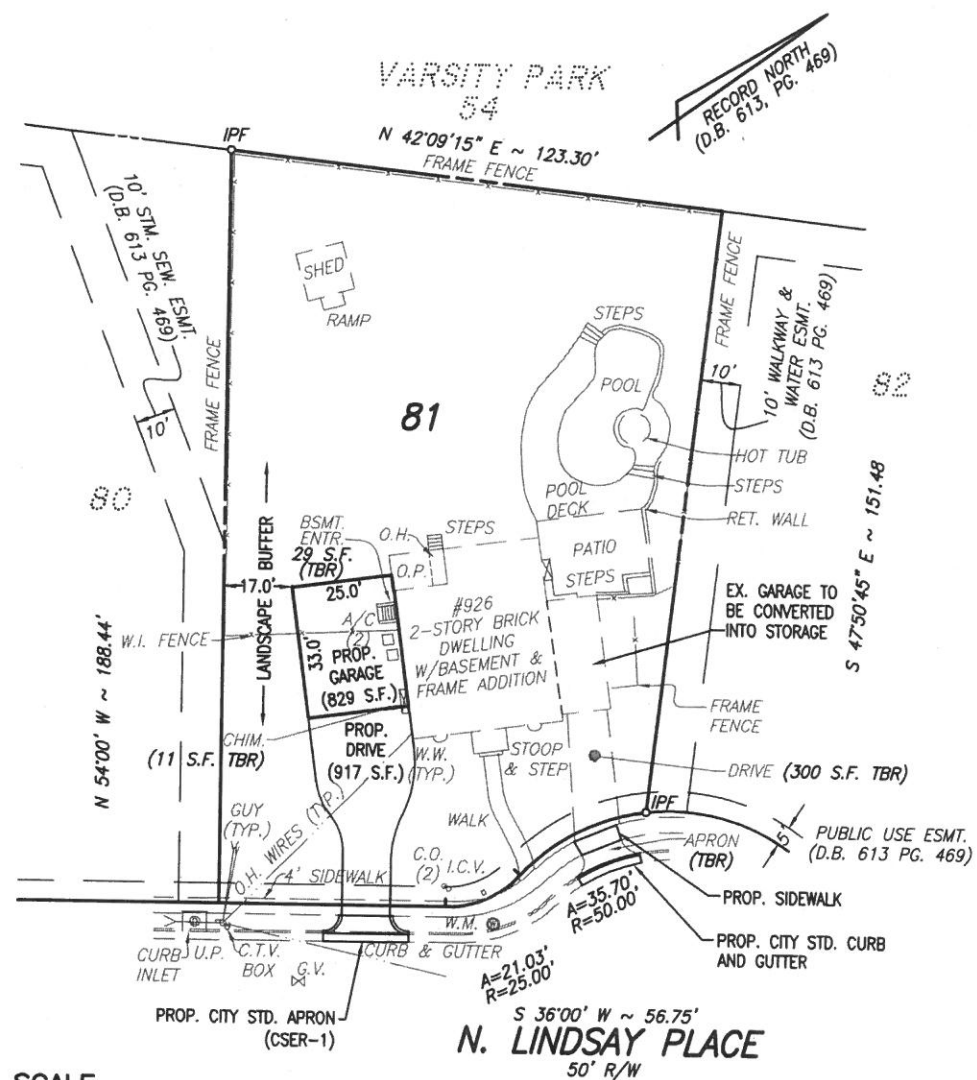 VARSITY PARK
54
RECORD NORTH
(D.B. 613, PG. 469)
IPF
N 42°09'15" E ~ 123.30'
FRAME FENCE
10' STM. SEW. ESMT.
(D.B. 613 PG. 469)
FRAME FENCE
10'
80
SHED
RAMP
81
STEPS
POOL
POOL
DECK
HOT TUB
STEPS
RET. WALL
FRAME FENCE
10'
10' WALKWAY &
WATER ESMT.
(D.B. 613 PG. 469)
82
S 47°50'45" E ~ 151.48
N 54°00' W ~ 188.44'
LANDSCAPE BUFFER
17.0'
BSMT.
ENTR.
29 S.F.
(TBR)
25.0'
33.0'
O.H.
STEPS
O.P.
PATIO
STEPS
A/C
(2)
W.I. FENCE
PROP.
GARAGE
(829 S.F.)
#926
2-STORY BRICK
DWELLING
W/BASEMENT &
FRAME ADDITION
EX. GARAGE TO
BE CONVERTED
INTO STORAGE
FRAME
FENCE
CHIM.
(11 S.F. TBR)
PROP.
DRIVE
(917 S.F.)
W.W.
(TYP.)
STOOP
& STEP
DRIVE (300 S.F. TBR)
IPF
GUY
(TYP.)
O.H. WIRES (TYP.)
WALK
4' SIDEWALK
C.O.
(2)
I.C.V.
APRON
(TBR)
5'
PUBLIC USE ESMT.
(D.B. 613 PG. 469)
PROP. SIDEWALK
A=35.70'
R=50.00'
W.M.
CURB
INLET
U.P.
C.T.V.
BOX
G.V.
CURB & GUTTER
A=21.03'
R=25.00'
PROP. CITY STD. CURB
AND GUTTER
PROP. CITY STD. APRON
(CSER-1)
S 36°00' W ~ 56.75'
N. LINDSAY PLACE
50' R/W